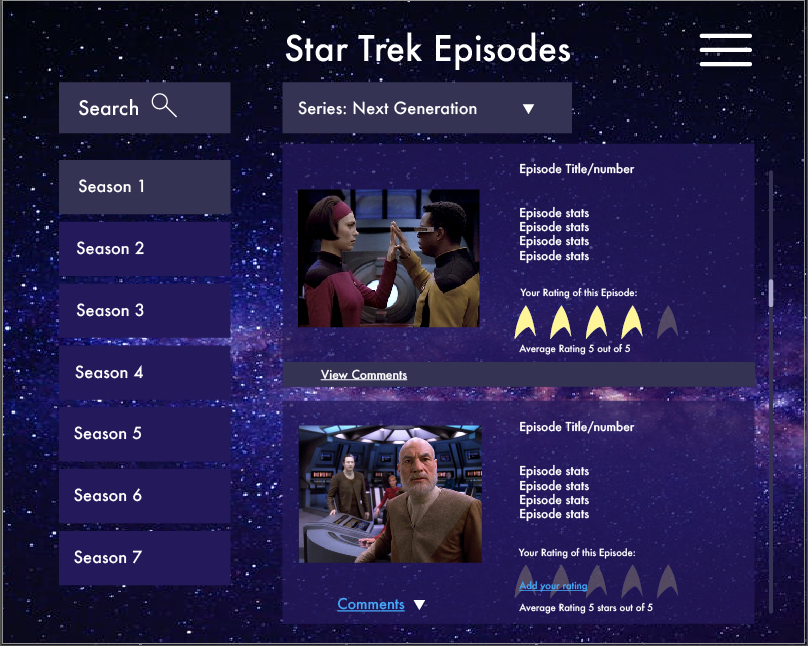 Star Trek Episodes
Search
Series: Next Generation ▼
Season 1
Season 2
Season 3
Season 4
Season 5
Season 6
Season 7
Episode Title/number
Episode stats
Episode stats
Episode stats
Episode stats
Your Rating of this Episode:
Average Rating 5 out of 5
View Comments
Episode Title/number
Episode stats
Episode stats
Episode stats
Episode stats
Your Rating of this Episode:
Add your rating
Average Rating 5 stars out of 5
Comments ▼